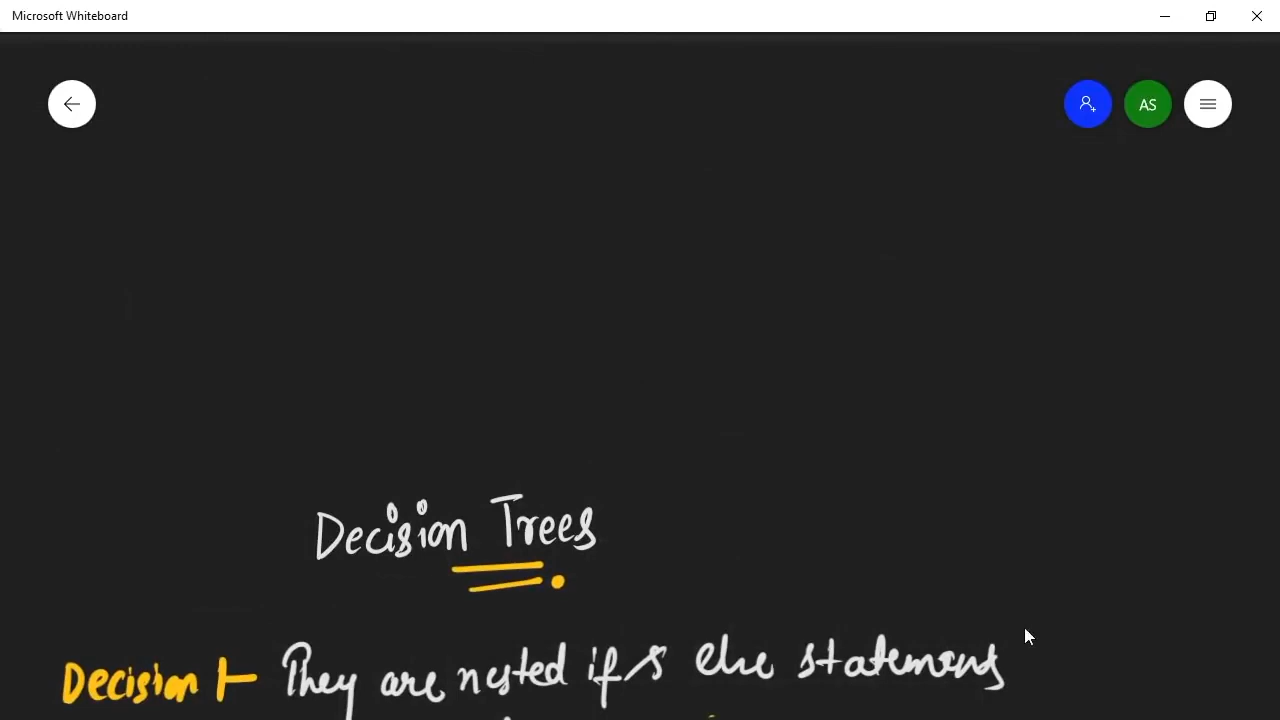 Microsoft Whiteboard
AS
Decision Trees
Decision :- They are nested if & else statements